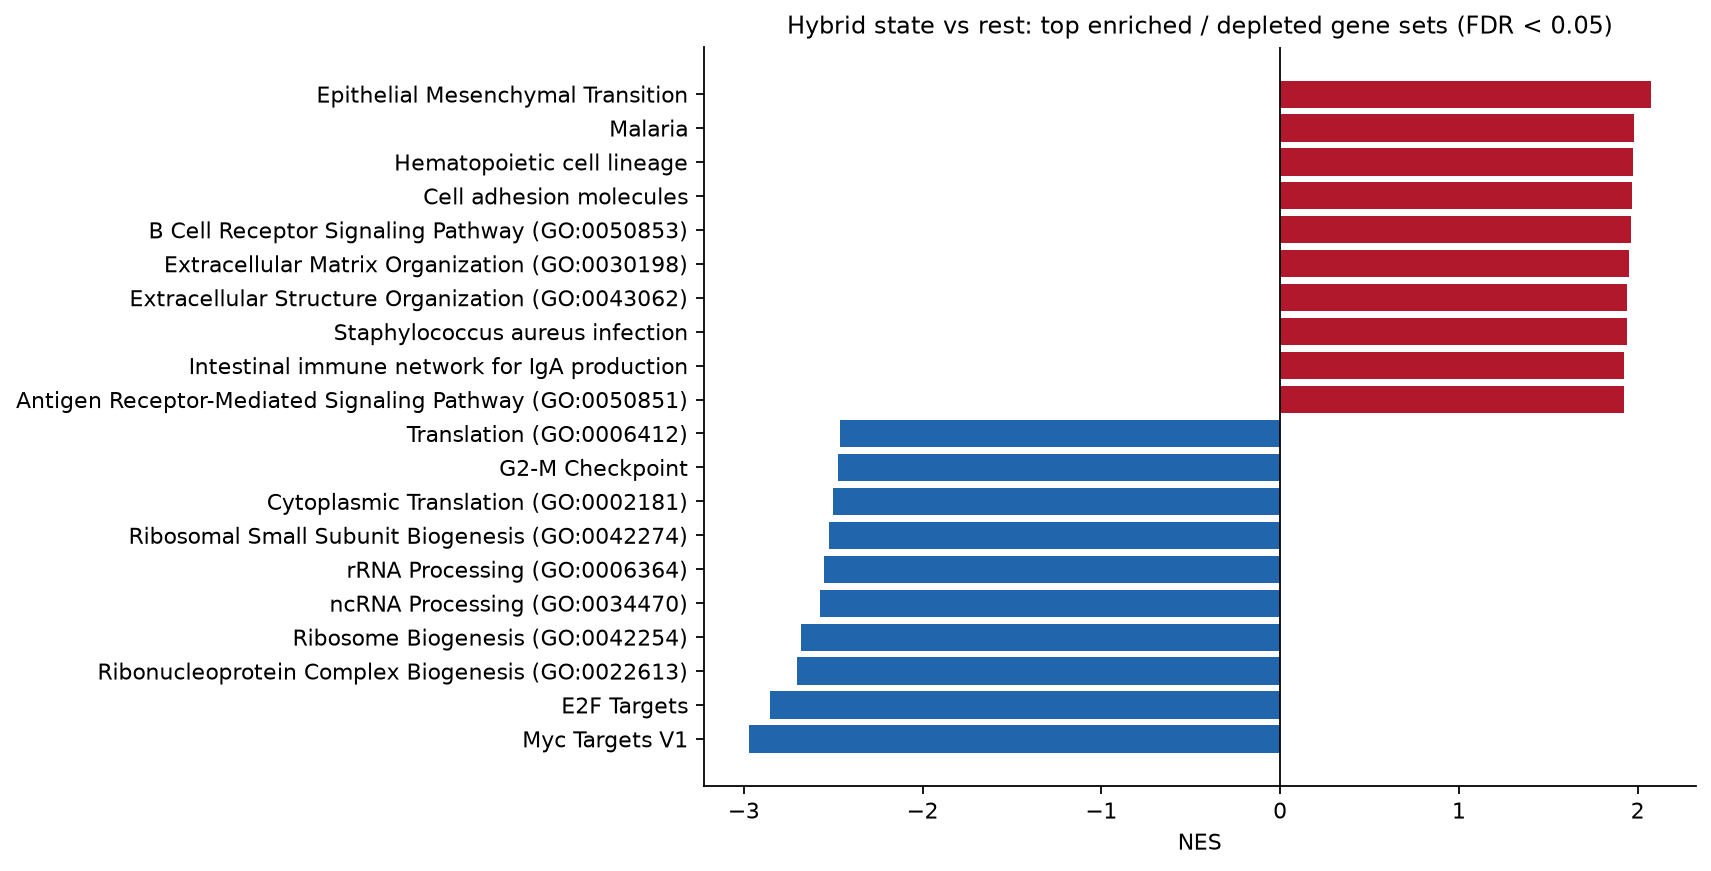 Hybrid state vs rest: top enriched / depleted gene sets (FDR < 0.05)
Epithelial Mesenchymal Transition
Malaria
Hematopoietic cell lineage
Cell adhesion molecules
B Cell Receptor Signaling Pathway (GO:0050853)
Extracellular Matrix Organization (GO:0030198)
Extracellular Structure Organization (GO:0043062)
Staphylococcus aureus infection
Intestinal immune network for IgA production
Antigen Receptor-Mediated Signaling Pathway (GO:0050851)
Translation (GO:0006412)
G2-M Checkpoint
Cytoplasmic Translation (GO:0002181)
Ribosomal Small Subunit Biogenesis (GO:0042274)
rRNA Processing (GO:0006364)
ncRNA Processing (GO:0034470)
Ribosome Biogenesis (GO:0042254)
Ribonucleoprotein Complex Biogenesis (GO:0022613)
E2F Targets
Myc Targets V1
−3 −2 −1 0 1 2
NES